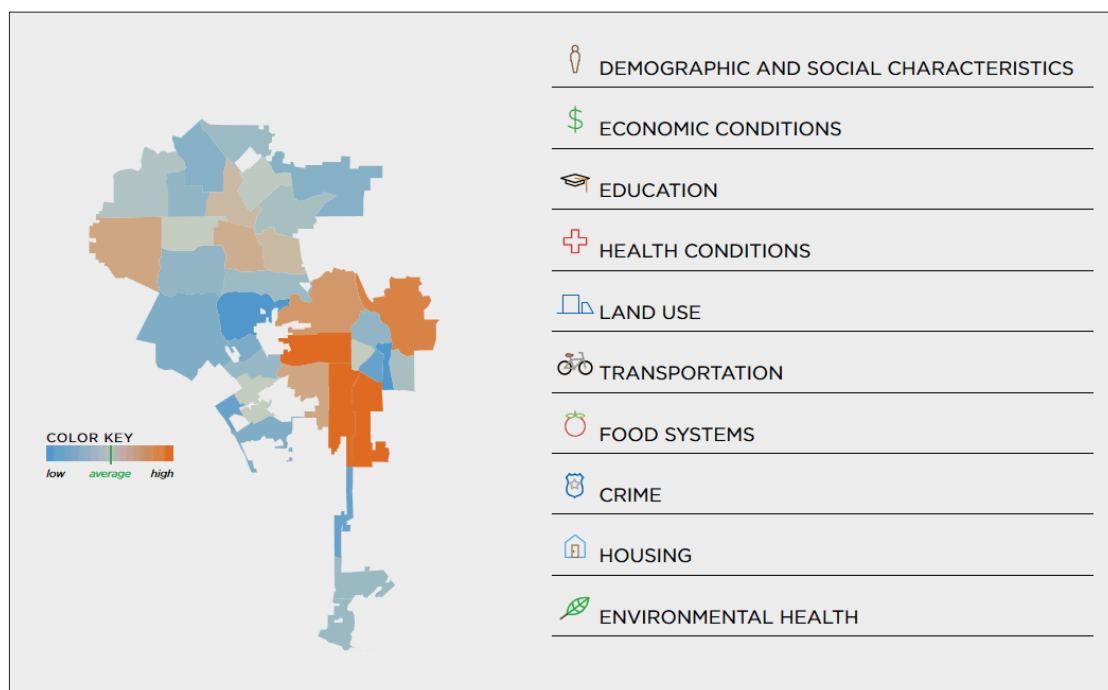 DEMOGRAPHIC AND SOCIAL CHARACTERISTICS
ECONOMIC CONDITIONS
EDUCATION
HEALTH CONDITIONS
LAND USE
TRANSPORTATION
FOOD SYSTEMS
CRIME
HOUSING
ENVIRONMENTAL HEALTH
COLOR KEY
low average high